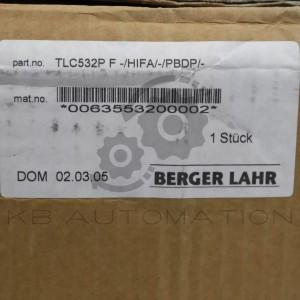 part.no. TLC532P F -/HIFA/-/PBDP/-
mat.no.
*0063553200002*
1 Stück
DOM 02.03.05 BERGER LAHR
KB AUTOMATION